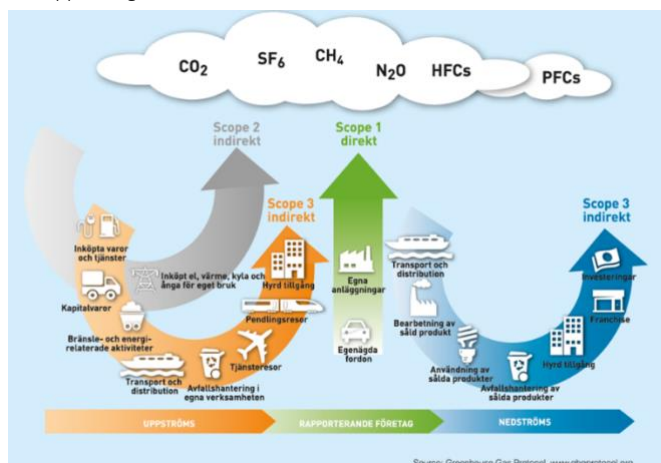 CO2
SF6
CH4
N2O
HFCs
PFCs
Scope 2
indirekt
Scope 1
direkt
Scope 3
indirekt
Scope 3
indirekt
Inköpta varor
och tjänster
Inköpt el, värme, kyla och
ånga för eget bruk
Kapitalvaror
Bränsle- och energi-
relaterade aktiviteter
Transport och
distribution
Avfallshantering i
egna verksamheten
Tjänsteresor
Pendlingsresor
Hyrd tillgång
Egna
anläggningar
Egenägda
fordon
Transport och
distribution
Bearbetning av
såld produkt
Användning av
sålda produkter
Avfallshantering av
sålda produkter
Hyrd tillgång
Franchise
Investeringar
UPPSTRÖMS
RAPPORTERANDE FÖRETAG
NEDSTRÖMS
Source: Greenhouse Gas Protocol, www.ghgprotocol.org